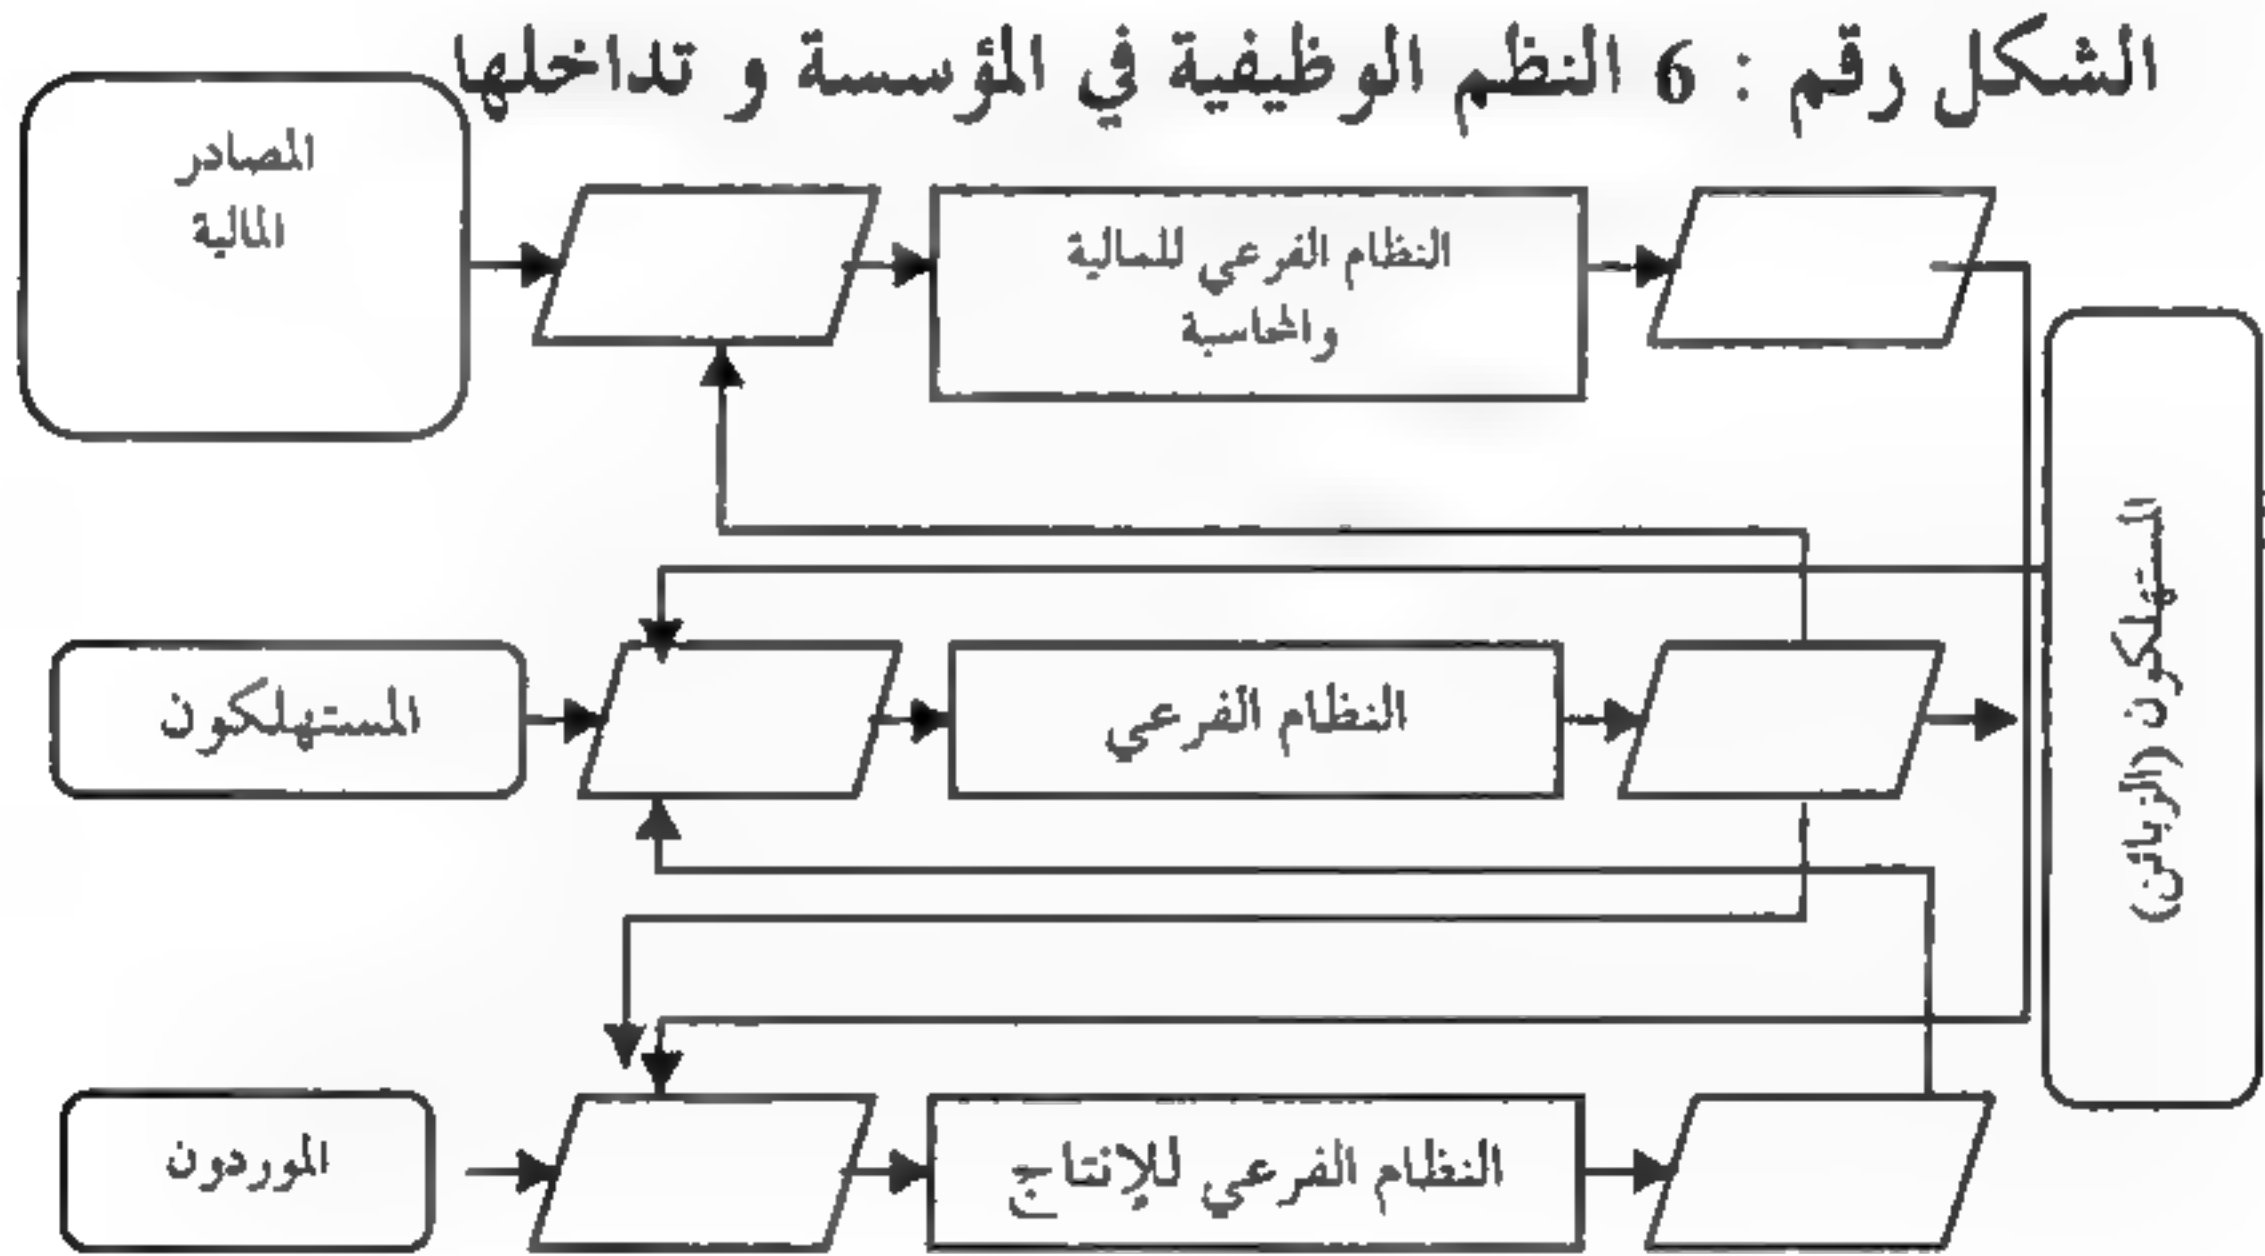 الشكل رقم : 6 النظم الوظيفية في المؤسسة و تداخلها
المصادر
المالية
النظام الفرعي للمالية
والمحاسبة
المستهلكون (الزبائن)
المستهلكون
النظام الفرعي
الموردون
النظام الفرعي للإنتاج